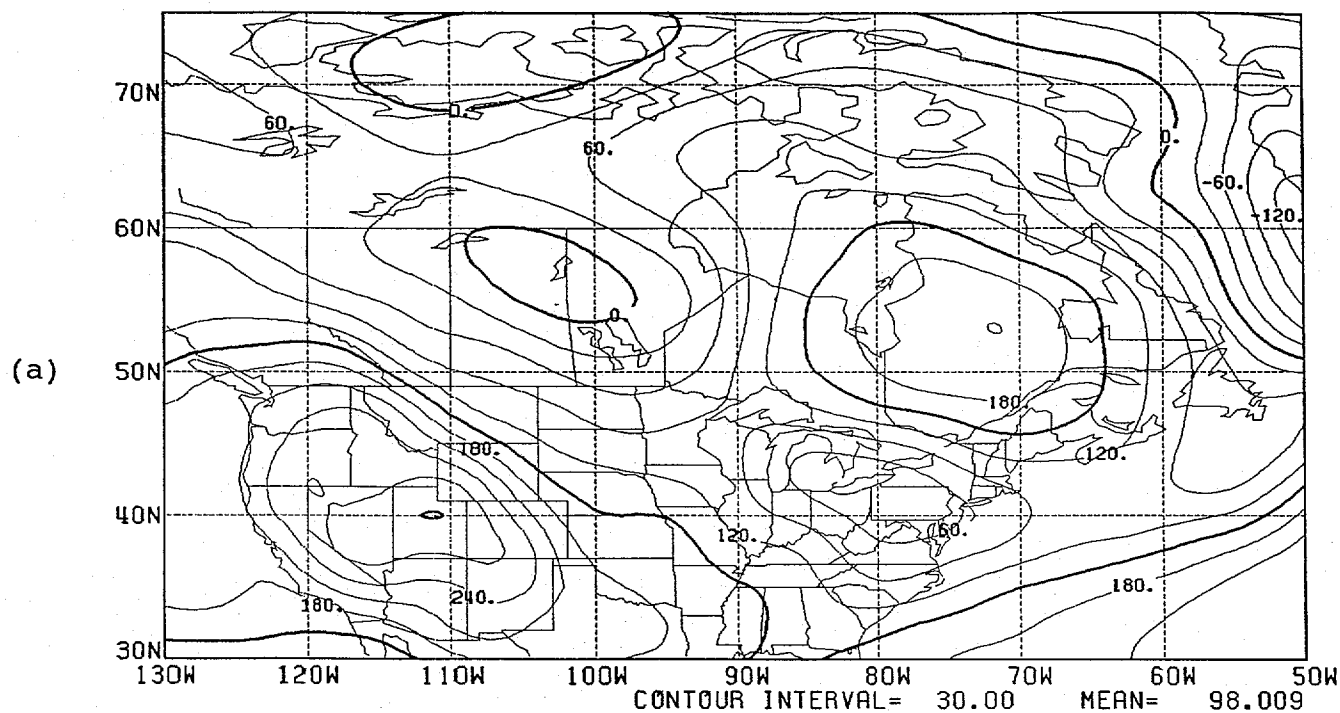 (a)
70N
60N
50N
40N
30N
130W 120W 110W 100W 90W 80W 70W 60W 50W
0.
60.
60.
0.
-60.
-120.
0.
180
180.
120.
120.
60.
180.
240.
180.
CONTOUR INTERVAL= 30.00 MEAN= 98.009